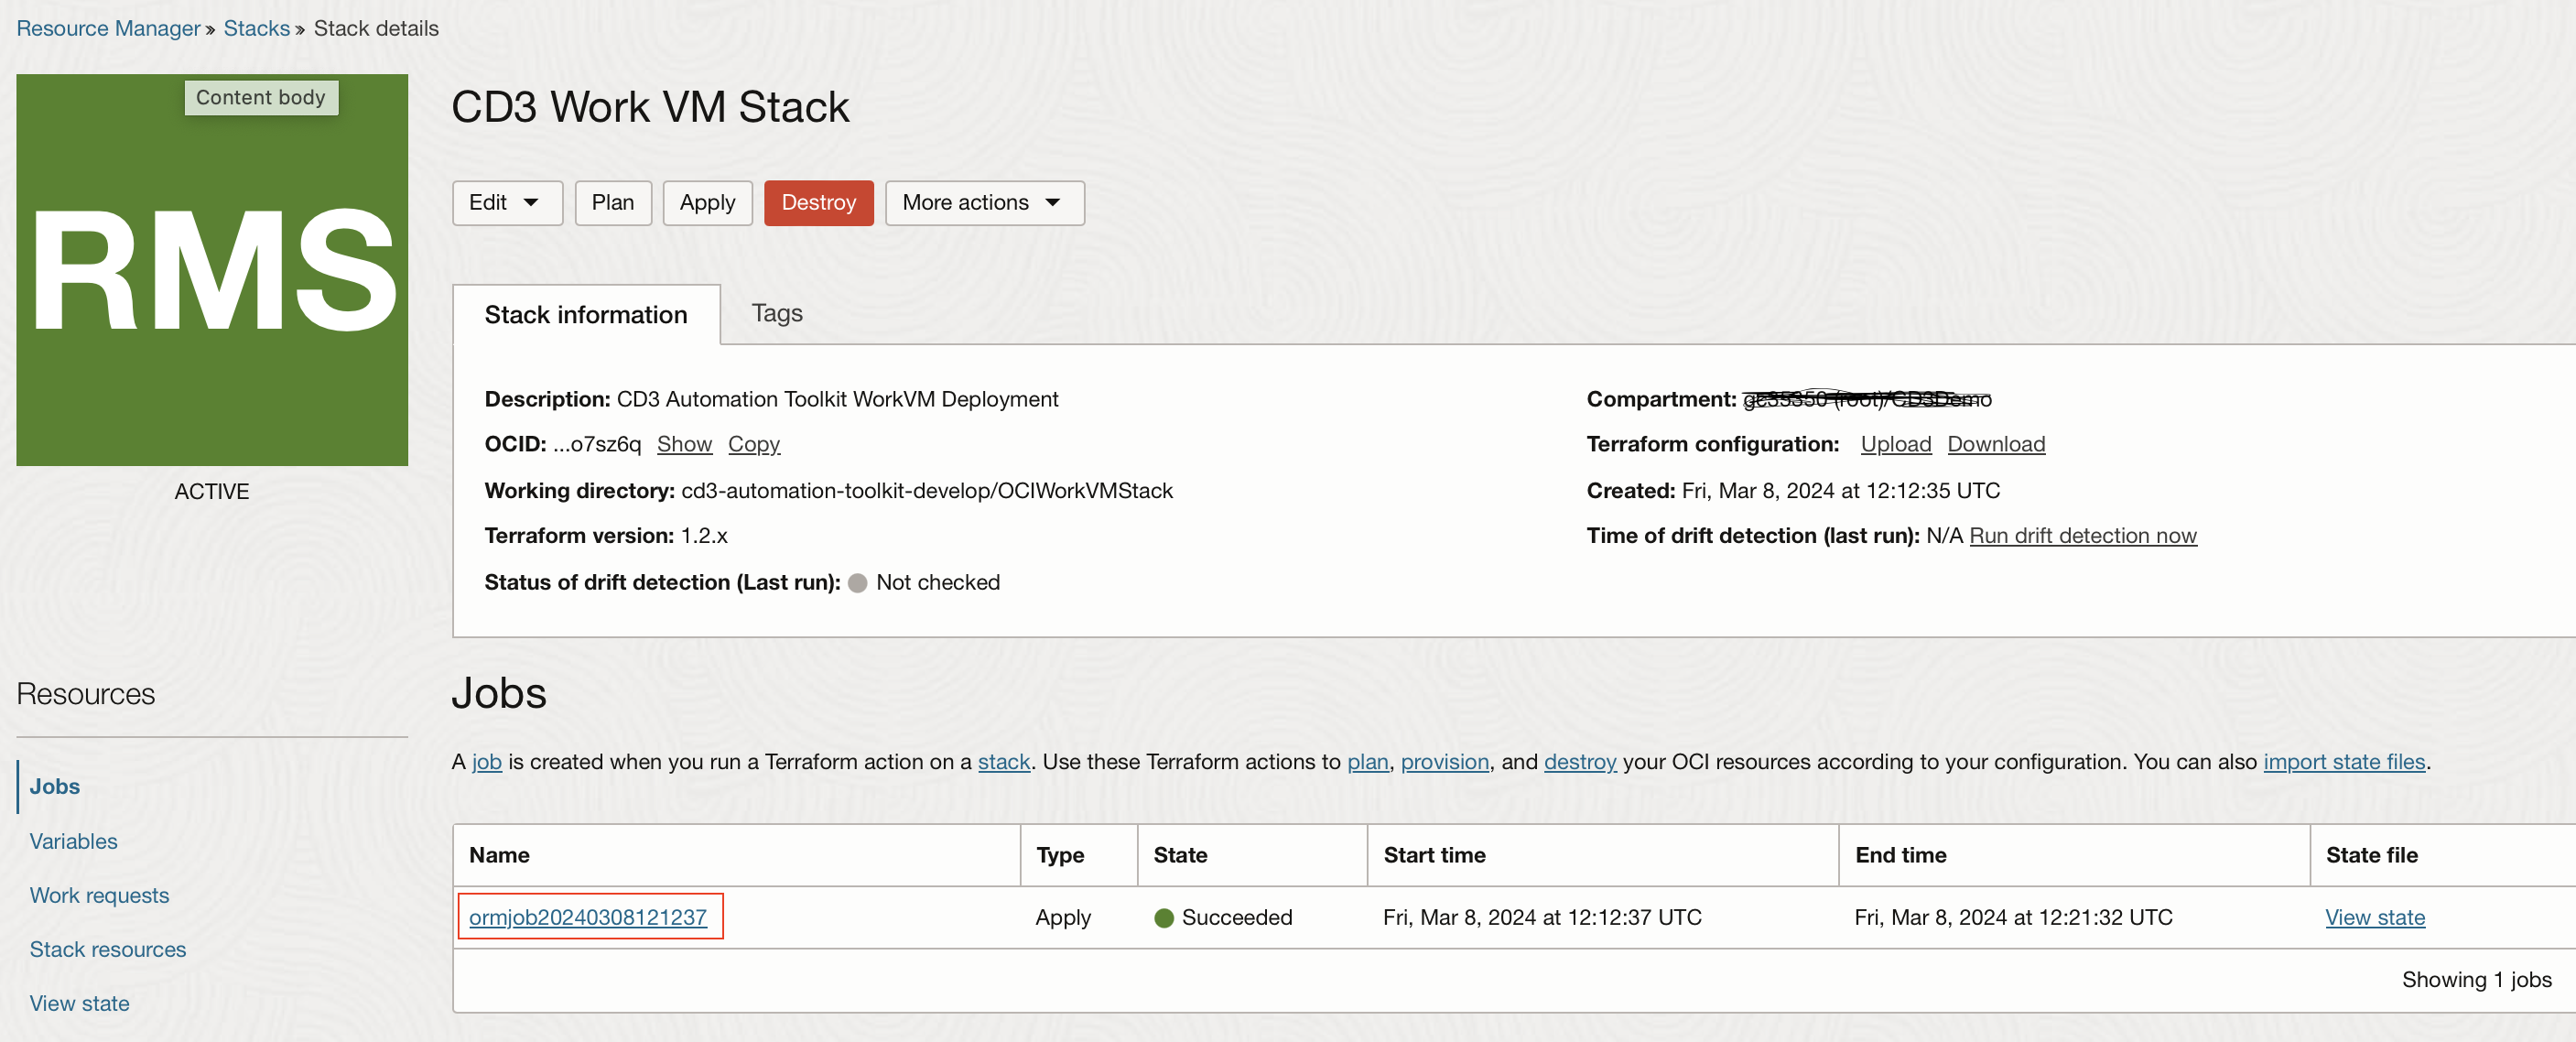 Resource Manager » Stacks » Stack details
Content body
RMS
ACTIVE
CD3 Work VM Stack
Edit Plan Apply Destroy More actions
Stack information Tags
Description: CD3 Automation Toolkit WorkVM Deployment
OCID: ...o7sz6q Show Copy
Working directory: cd3-automation-toolkit-develop/OCIWorkVMStack
Terraform version: 1.2.x
Status of drift detection (Last run): Not checked
Compartment:
Terraform configuration: Upload Download
Created: Fri, Mar 8, 2024 at 12:12:35 UTC
Time of drift detection (last run): N/A Run drift detection now
Resources
Jobs
Variables
Work requests
Stack resources
View state
Jobs
A job is created when you run a Terraform action on a stack. Use these Terraform actions to plan, provision, and destroy your OCI resources according to your configuration. You can also import state files.
Name Type State Start time End time State file
ormjob20240308121237 Apply Succeeded Fri, Mar 8, 2024 at 12:12:37 UTC Fri, Mar 8, 2024 at 12:21:32 UTC View state
Showing 1 jobs